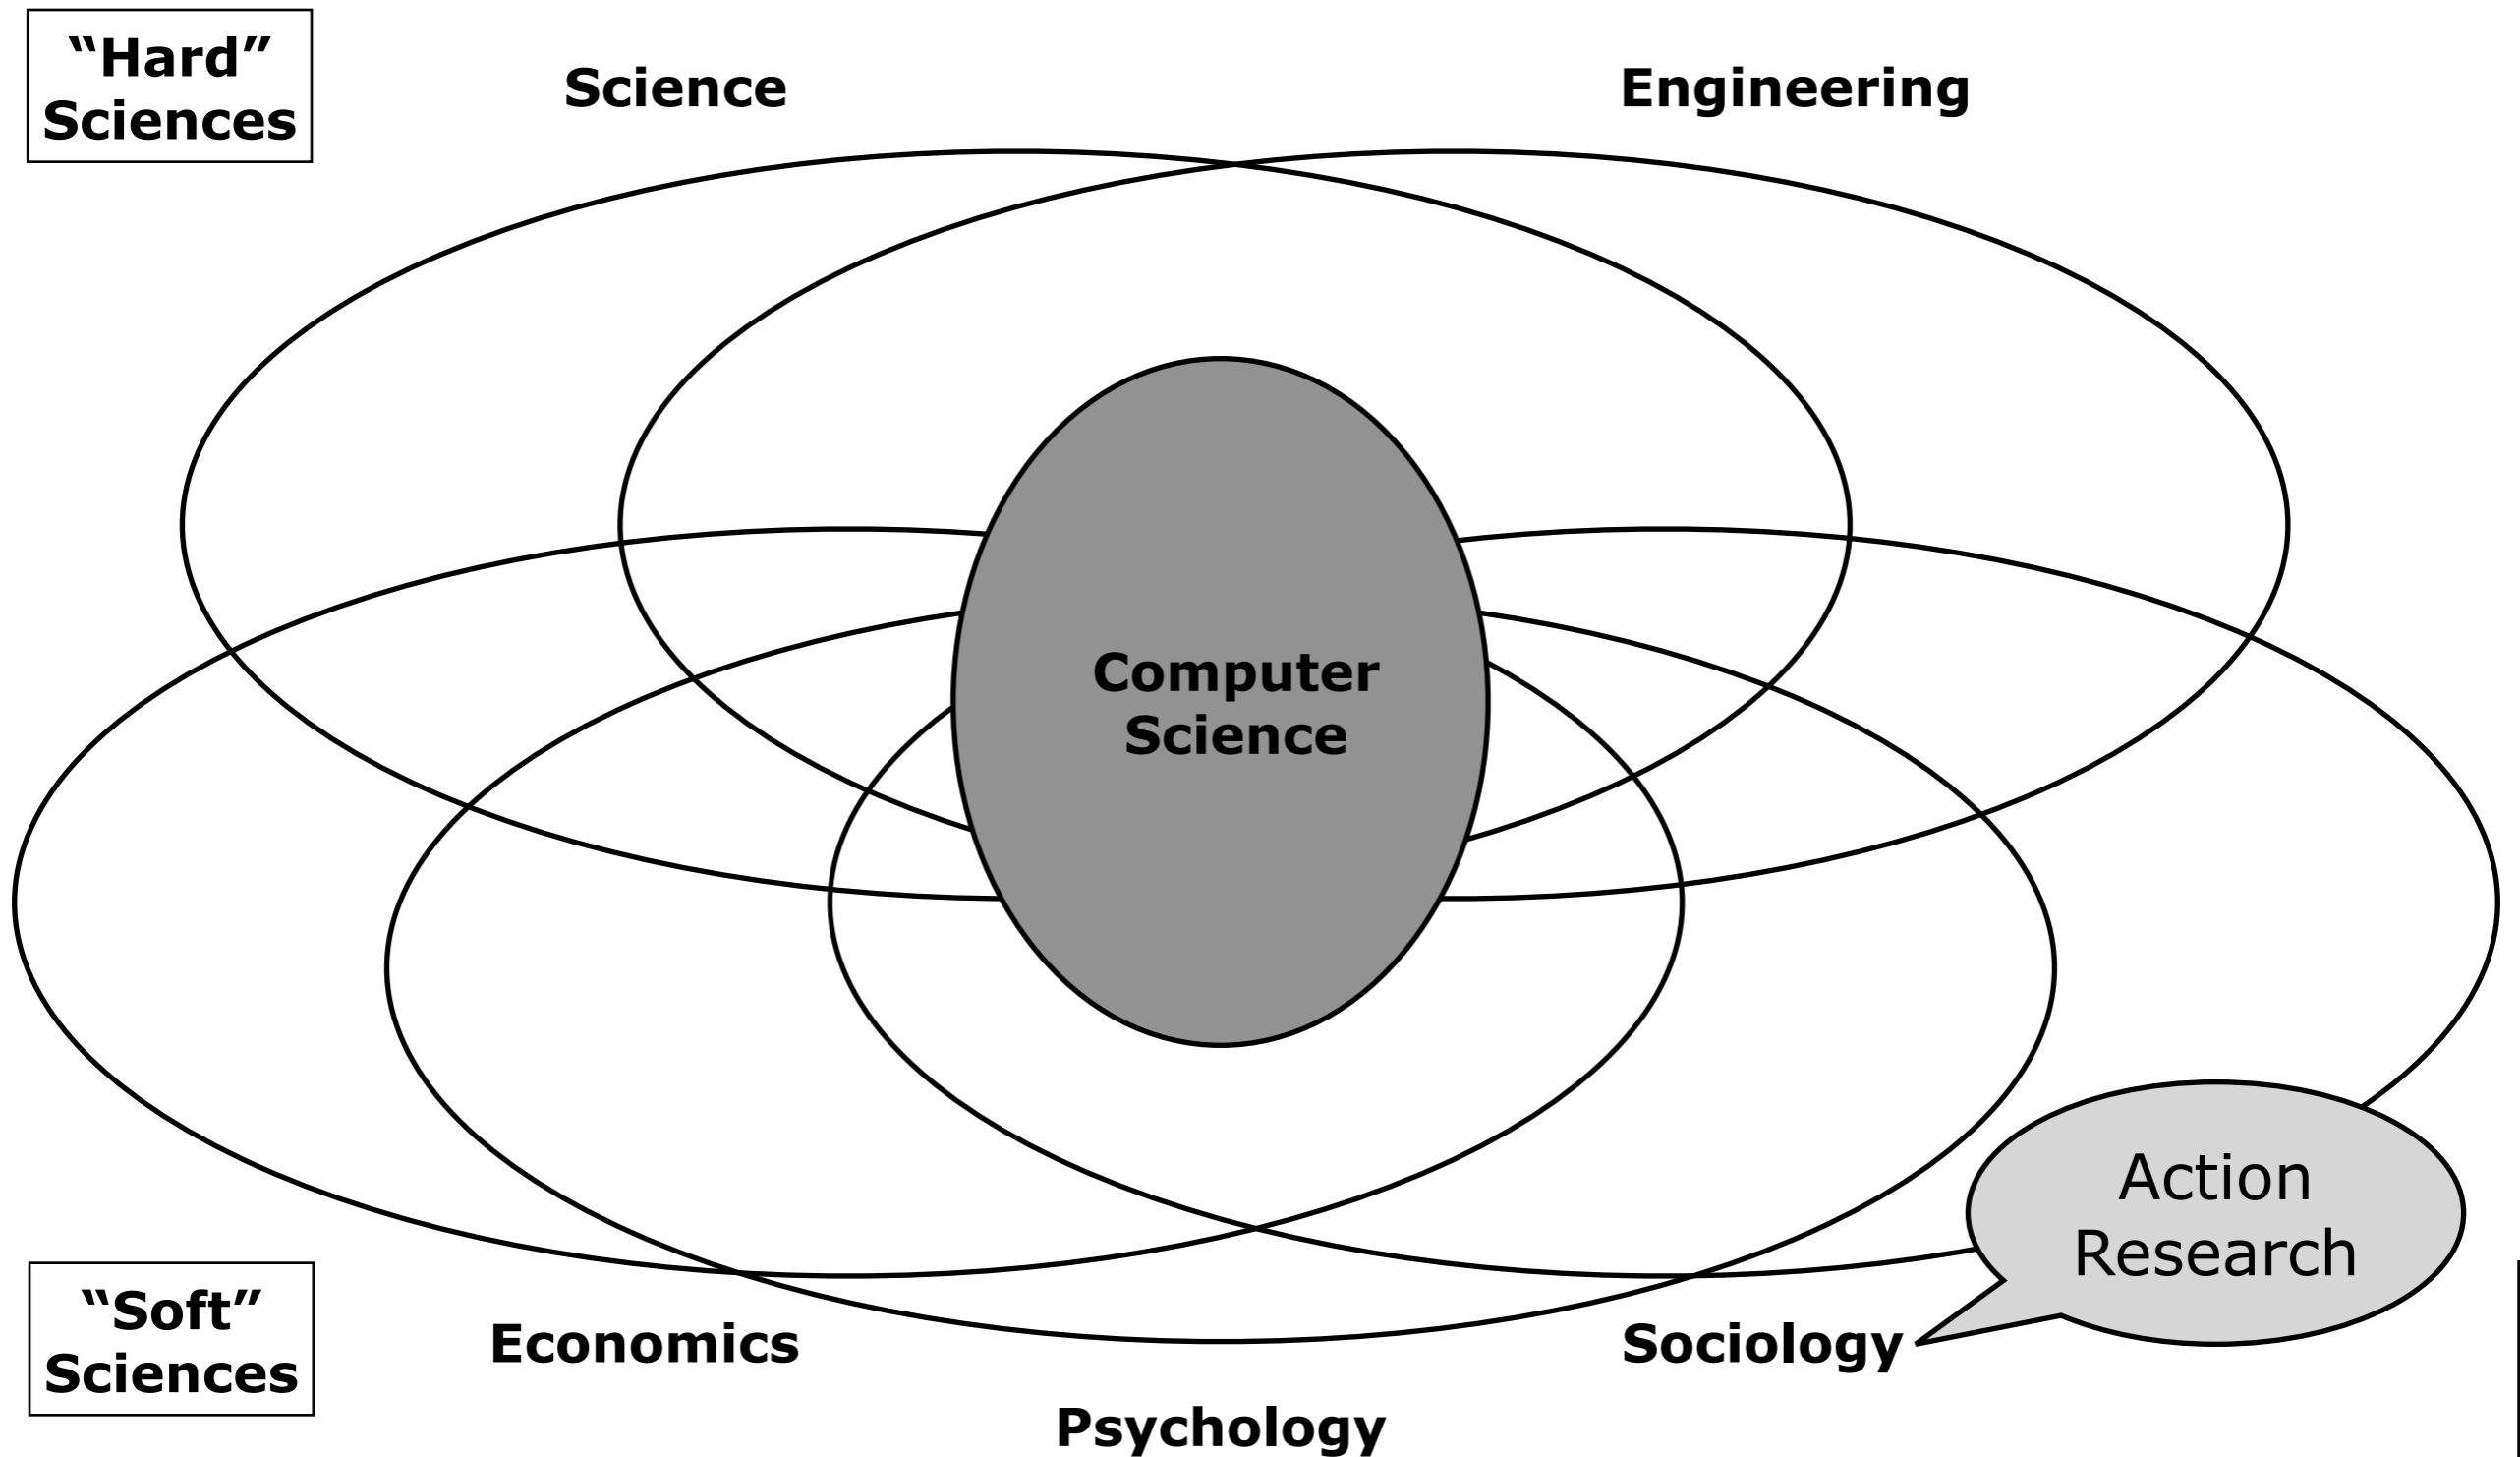 “Hard”
Sciences
Science
Engineering
Computer
Science
Action
Research
“Soft”
Sciences
Economics
Sociology
Psychology